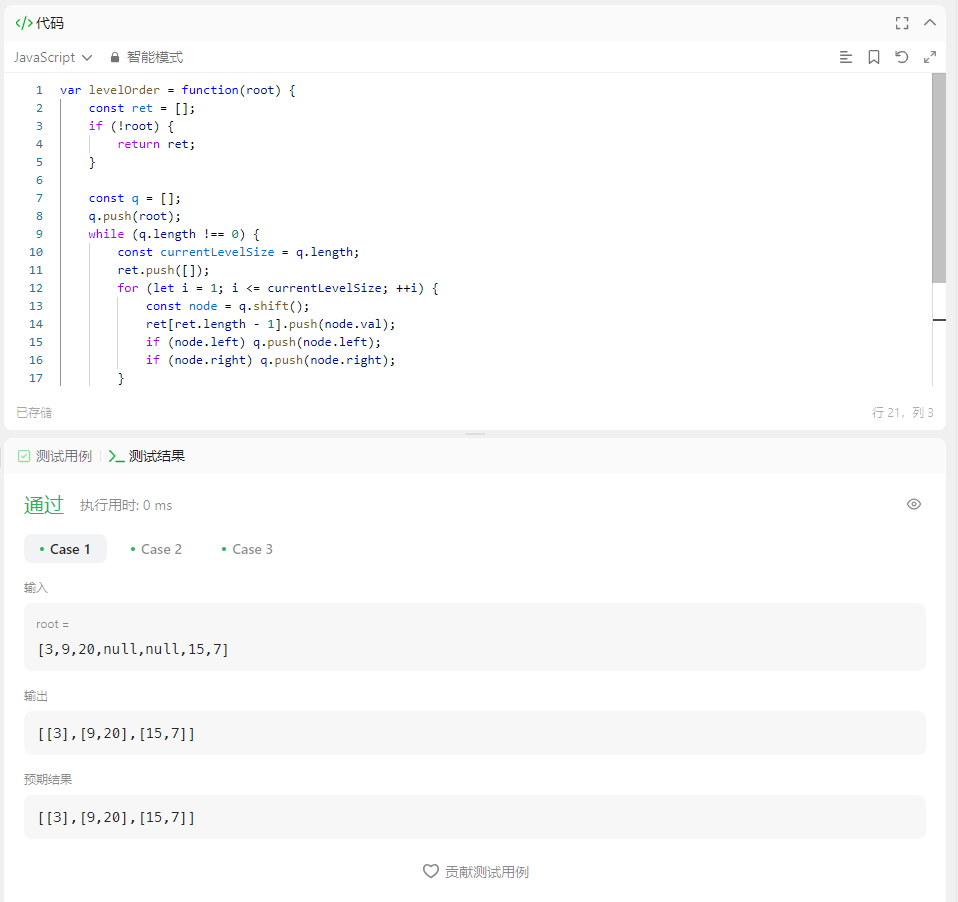 </> 代码
JavaScript 智能模式
1 var levelOrder = function(root) {
2     const ret = [];
3     if (!root) {
4         return ret;
5     }
6
7     const q = [];
8     q.push(root);
9     while (q.length !== 0) {
10         const currentLevelSize = q.length;
11         ret.push([]);
12         for (let i = 1; i <= currentLevelSize; ++i) {
13             const node = q.shift();
14             ret[ret.length - 1].push(node.val);
15             if (node.left) q.push(node.left);
16             if (node.right) q.push(node.right);
17         }
已存储 行 21，列 3
测试用例 >_ 测试结果
通过 执行用时: 0 ms
• Case 1 • Case 2 • Case 3
输入
root =
[3,9,20,null,null,15,7]
输出
[[3],[9,20],[15,7]]
预期结果
[[3],[9,20],[15,7]]
贡献测试用例